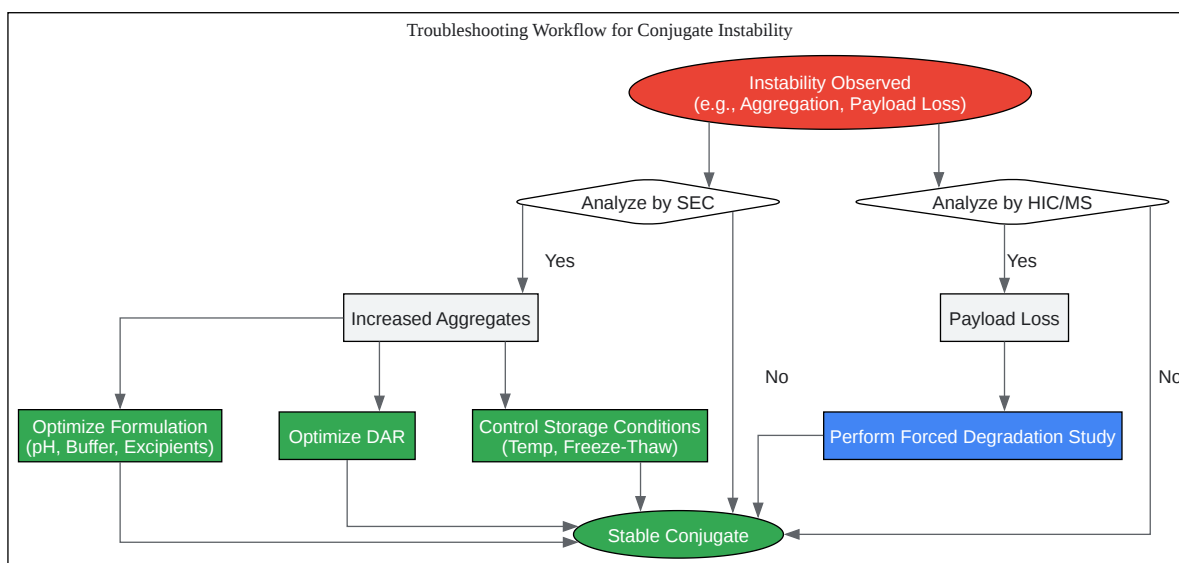 Troubleshooting Workflow for Conjugate Instability
Instability Observed
(e.g., Aggregation, Payload Loss)
Analyze by SEC
Analyze by HIC/MS
Yes
Yes
Increased Aggregates
Payload Loss
No
No
Optimize Formulation
(pH, Buffer, Excipients)
Optimize DAR
Control Storage Conditions
(Temp, Freeze-Thaw)
Perform Forced Degradation Study
Stable Conjugate